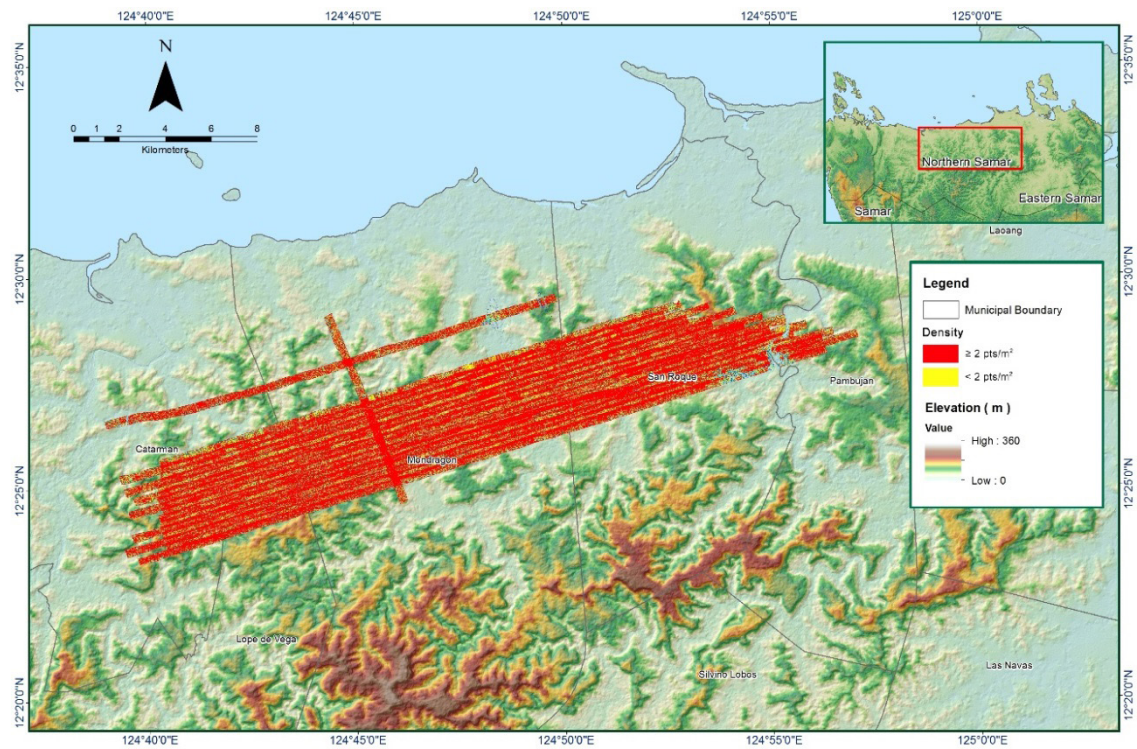 124°40'0"E 124°45'0"E 124°50'0"E 124°55'0"E 125°0'0"E
12°35'0"N
12°35'0"N
N
0 1 2 4 6 8
Kilometers
Northern Samar
Eastern Samar
Samar
Laoang
12°30'0"N
12°30'0"N
Legend
Municipal Boundary
Density
≥ 2 pts/m²
< 2 pts/m²
Elevation ( m )
Value
High : 360
Low : 0
San Roque
Pambujan
Catarman
Mondragon
12°25'0"N
12°25'0"N
Lope de Vega
Silvino Lobos
Las Navas
12°20'0"N
12°20'0"N
124°40'0"E 124°45'0"E 124°50'0"E 124°55'0"E 125°0'0"E